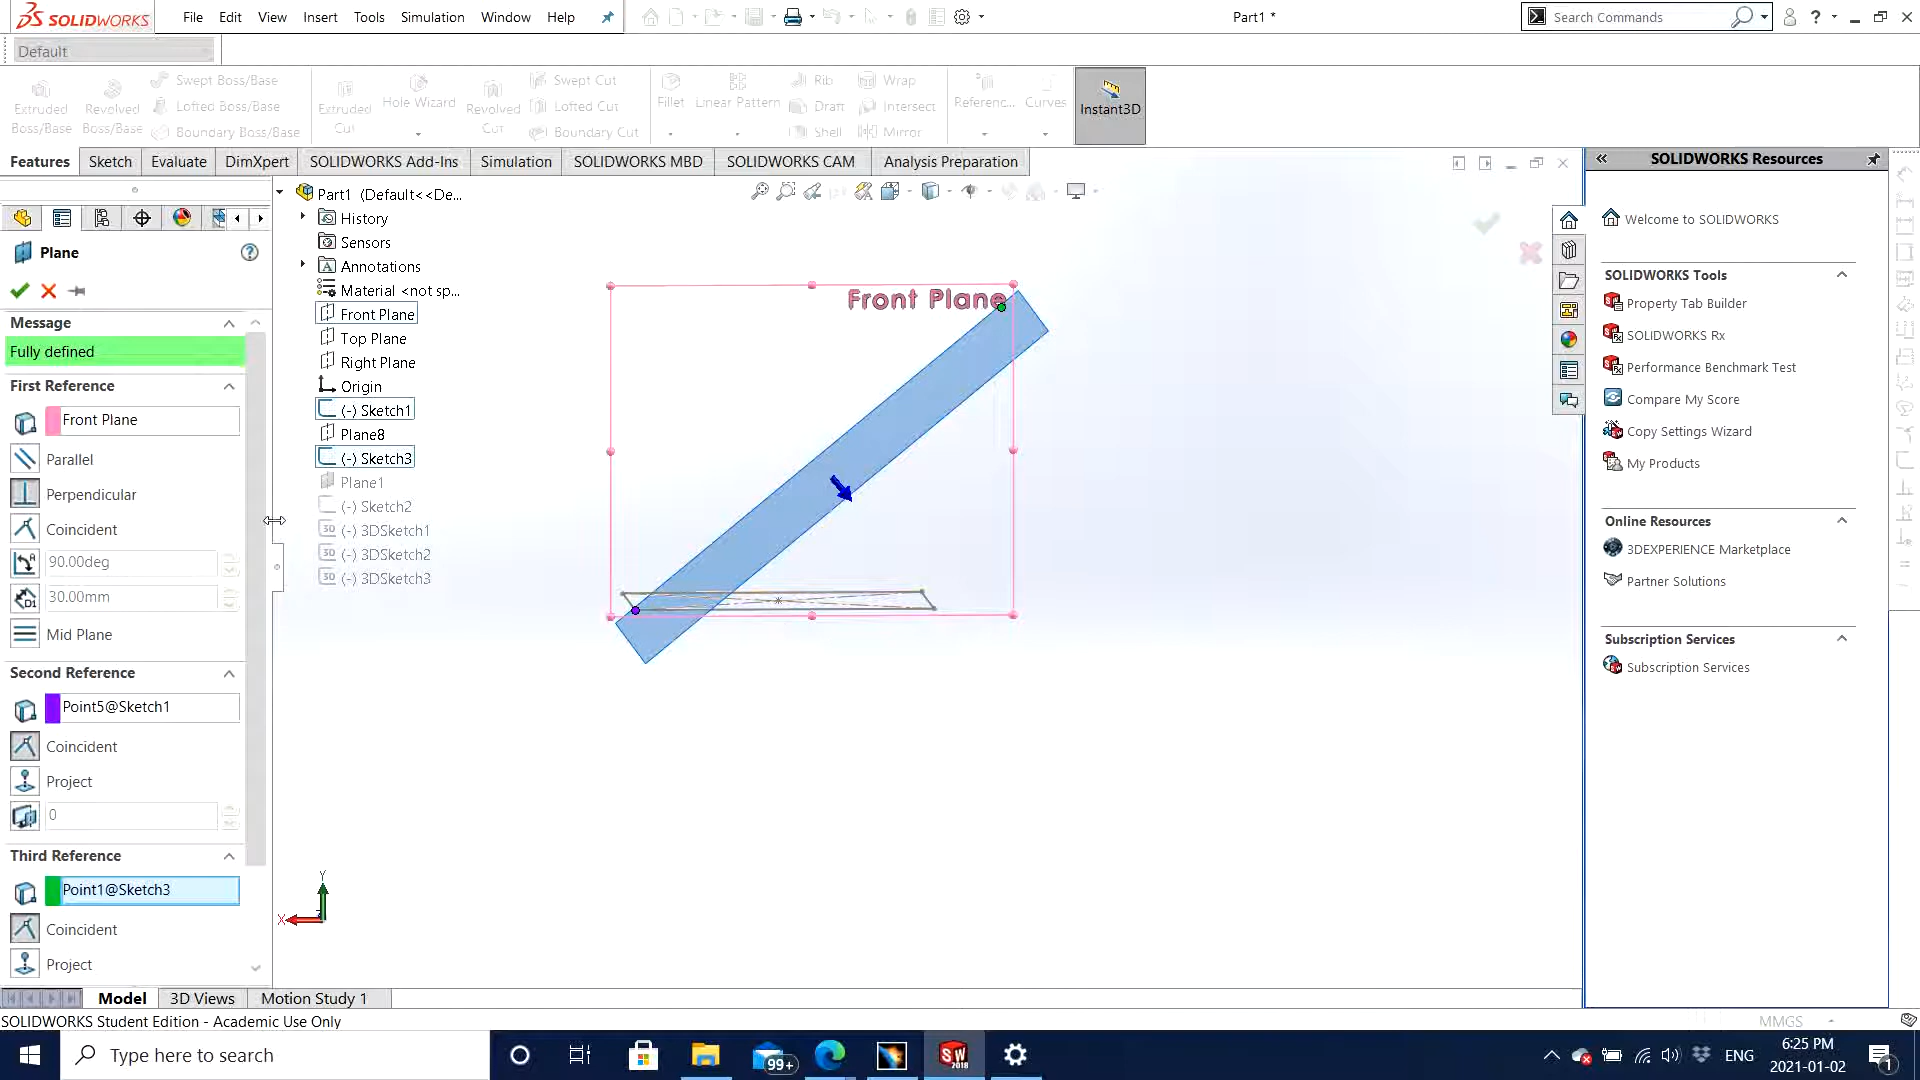 SOLIDWORKS
File Edit View Insert Tools Simulation Window Help
Part1 *
Search Commands
Default
Extruded Boss/Base
Revolved Boss/Base
Swept Boss/Base
Lofted Boss/Base
Boundary Boss/Base
Extruded Cut
Hole Wizard
Revolved Cut
Swept Cut
Lofted Cut
Boundary Cut
Fillet
Linear Pattern
Rib
Draft
Shell
Wrap
Intersect
Mirror
Referenc...
Curves
Instant3D
Features Sketch Evaluate DimXpert SOLIDWORKS Add-Ins Simulation SOLIDWORKS MBD SOLIDWORKS CAM Analysis Preparation
Plane
Message
Fully defined
First Reference
Front Plane
Parallel
Perpendicular
Coincident
90.00deg
30.00mm
Mid Plane
Second Reference
Point5@Sketch1
Coincident
Project
0
Third Reference
Point1@Sketch3
Coincident
Project
Part1 (Default<<De...
History
Sensors
Annotations
Material <not sp...
Front Plane
Top Plane
Right Plane
Origin
(-) Sketch1
Plane8
(-) Sketch3
Plane1
(-) Sketch2
3D (-) 3DSketch1
3D (-) 3DSketch2
3D (-) 3DSketch3
Front Plane
Y
X
SOLIDWORKS Resources
Welcome to SOLIDWORKS
SOLIDWORKS Tools
Property Tab Builder
SOLIDWORKS Rx
Performance Benchmark Test
Compare My Score
Copy Settings Wizard
My Products
Online Resources
3DEXPERIENCE Marketplace
Partner Solutions
Subscription Services
Subscription Services
Model 3D Views Motion Study 1
SOLIDWORKS Student Edition - Academic Use Only
MMGS
Type here to search
99+
SW 2018
ENG
6:25 PM
2021-01-02
1